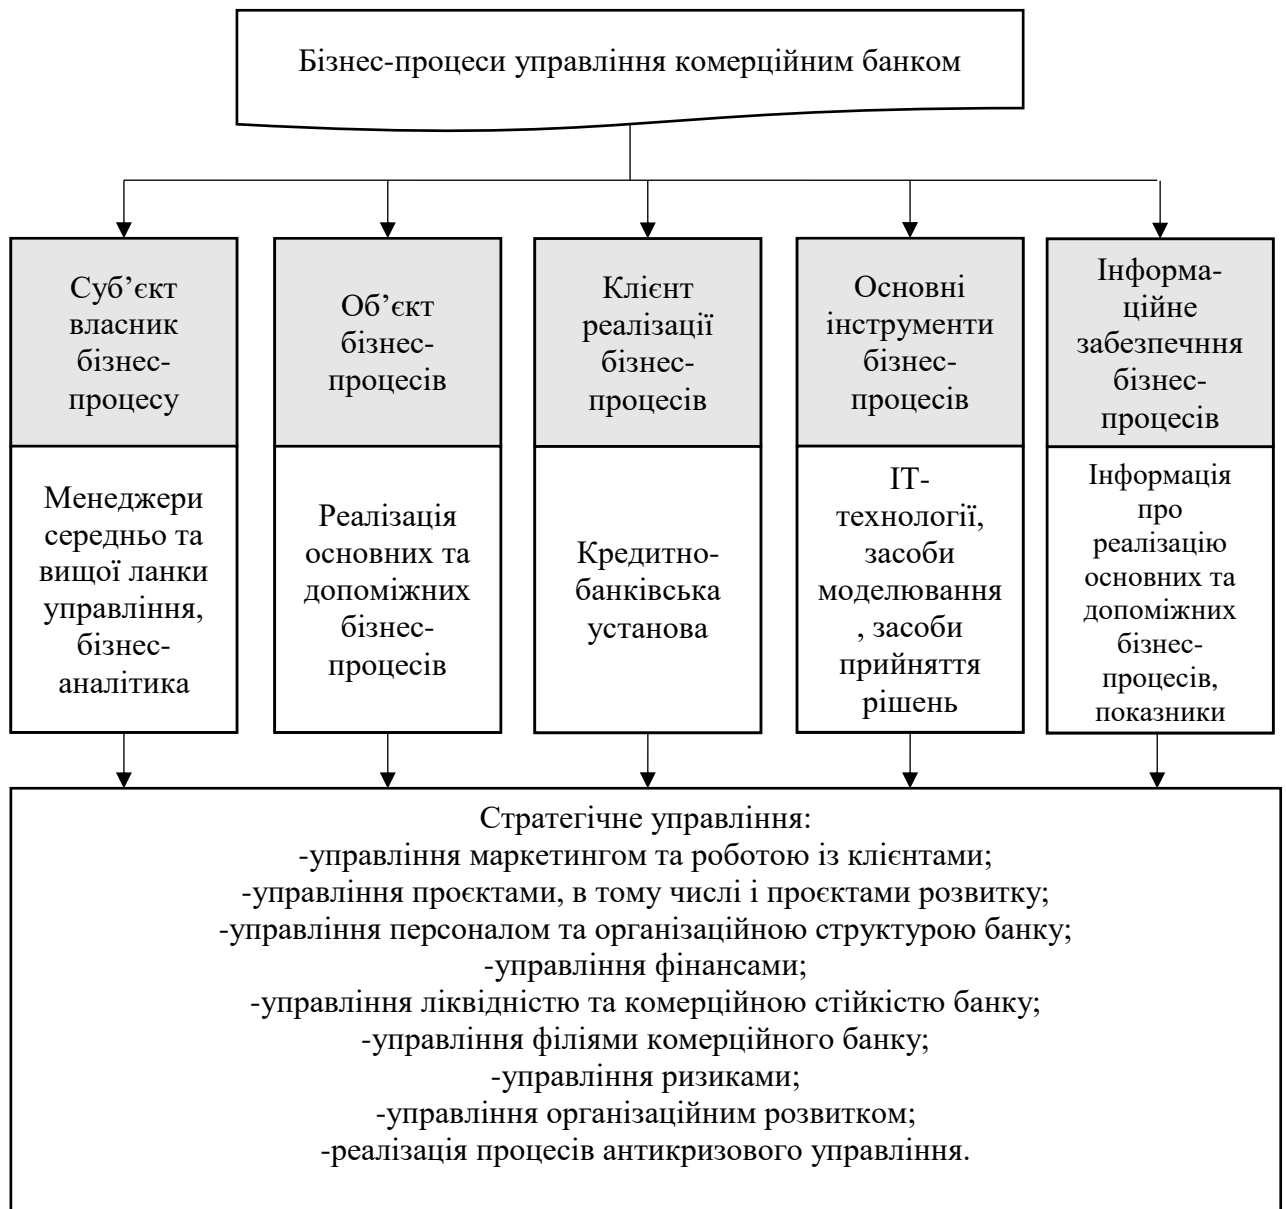 Бізнес-процеси управління комерційним банком
Суб’єкт
власник
бізнес-
процесу
Об’єкт
бізнес-
процесів
Клієнт
реалізації
бізнес-
процесів
Основні
інструменти
бізнес-
процесів
Інформа-
ційне
забезпечння
бізнес-
процесів
Менеджери
середньо та
вищої ланки
управління,
бізнес-
аналітика
Реалізація
основних та
допоміжних
бізнес-
процесів
Кредитно-
банківська
установа
ІТ-
технології,
засоби
моделювання
, засоби
прийняття
рішень
Інформація
про
реалізацію
основних та
допоміжних
бізнес-
процесів,
показники
Стратегічне управління:
-управління маркетингом та роботою із клієнтами;
-управління проєктами, в тому числі і проєктами розвитку;
-управління персоналом та організаційною структурою банку;
-управління фінансами;
-управління ліквідністю та комерційною стійкістю банку;
-управління філіями комерційного банку;
-управління ризиками;
-управління організаційним розвитком;
-реалізація процесів антикризового управління.